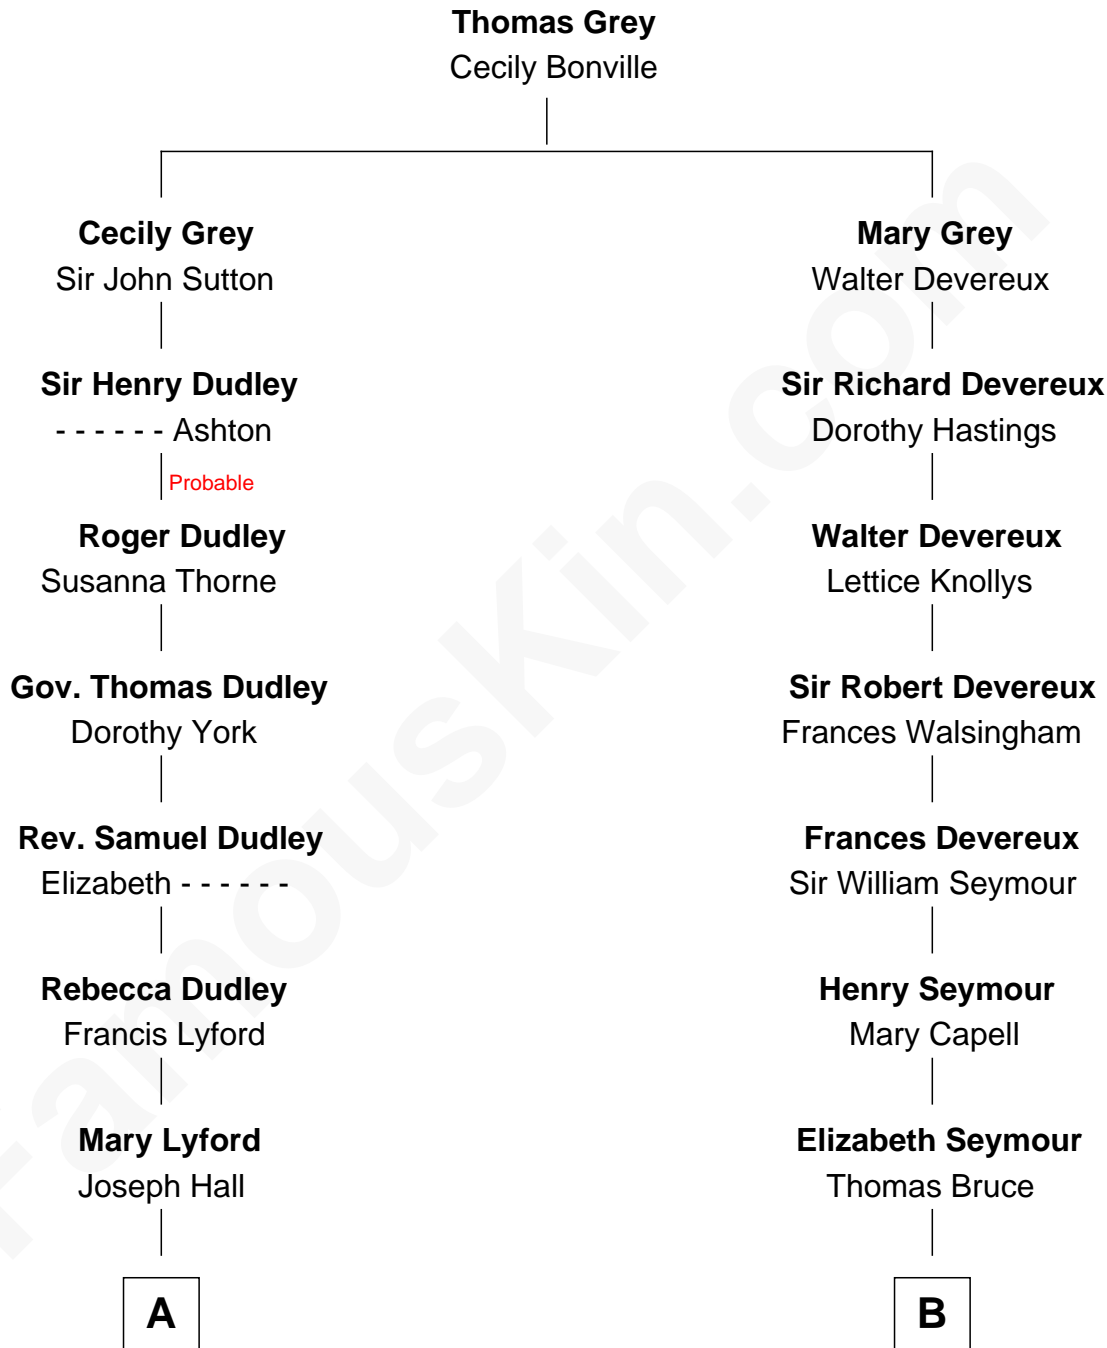 Thomas Grey
Cecily Bonville
Cecily Grey
Sir John Sutton
Sir Henry Dudley
- - - - - - Ashton
Probable
Roger Dudley
Susanna Thorne
Gov. Thomas Dudley
Dorothy York
Rev. Samuel Dudley
Elizabeth - - - - - -
Rebecca Dudley
Francis Lyford
Mary Lyford
Joseph Hall
A
Mary Grey
Walter Devereux
Sir Richard Devereux
Dorothy Hastings
Walter Devereux
Lettice Knollys
Sir Robert Devereux
Frances Walsingham
Frances Devereux
Sir William Seymour
Henry Seymour
Mary Capell
Elizabeth Seymour
Thomas Bruce
B
FamousKin.com